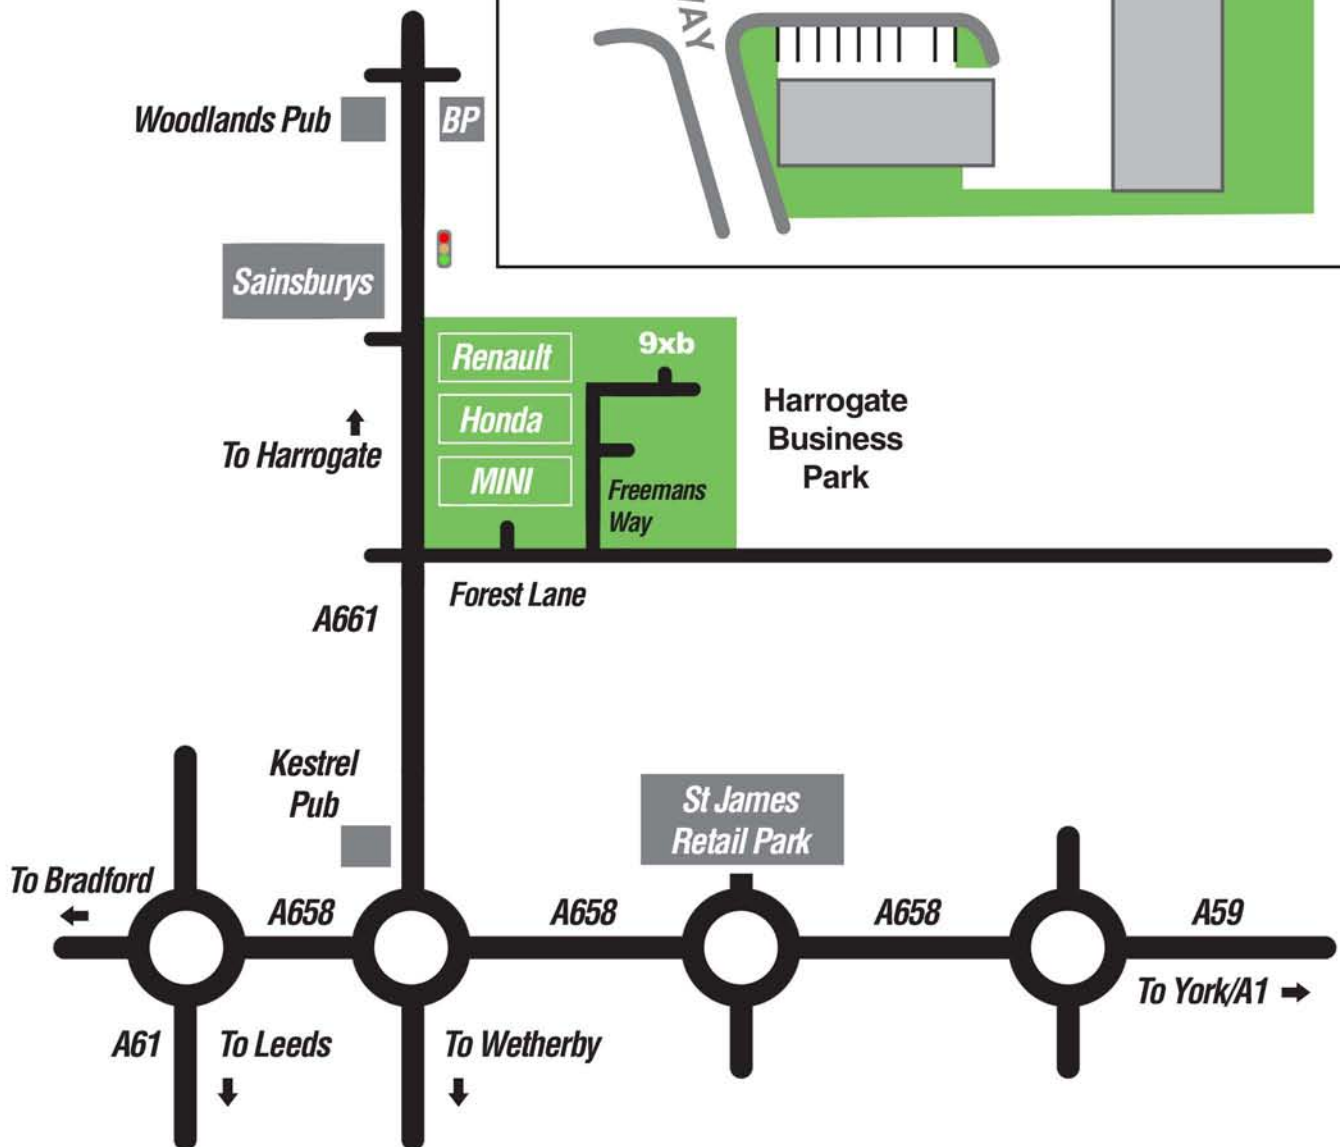 WAY
Woodlands Pub
BP
Sainsburys
Renault
9xb
Honda
Harrogate
Business
Park
To Harrogate
MINI
Freemans
Way
Forest Lane
A661
Kestrel
Pub
St James
Retail Park
To Bradford
A658
A658
A658
A59
To York/A1
A61
To Leeds
To Wetherby